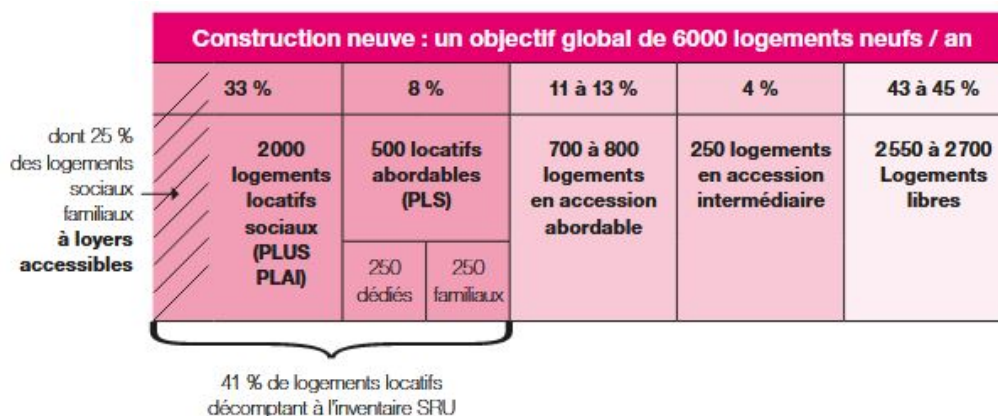 Construction neuve : un objectif global de 6000 logements neufs / an
33 %
8 %
11 à 13 %
4 %
43 à 45 %
dont 25 %
des logements
sociaux
familiaux
à loyers
accessibles
2000
logements
locatifs
sociaux
(PLUS
PLAI)
500 locatifs
abordables
(PLS)
250
dédiés
250
familiaux
700 à 800
logements
en accession
abordable
250 logements
en accession
intermédiaire
2550 à 2700
Logements
libres
41 % de logements locatifs
décomptant à l'inventaire SRU